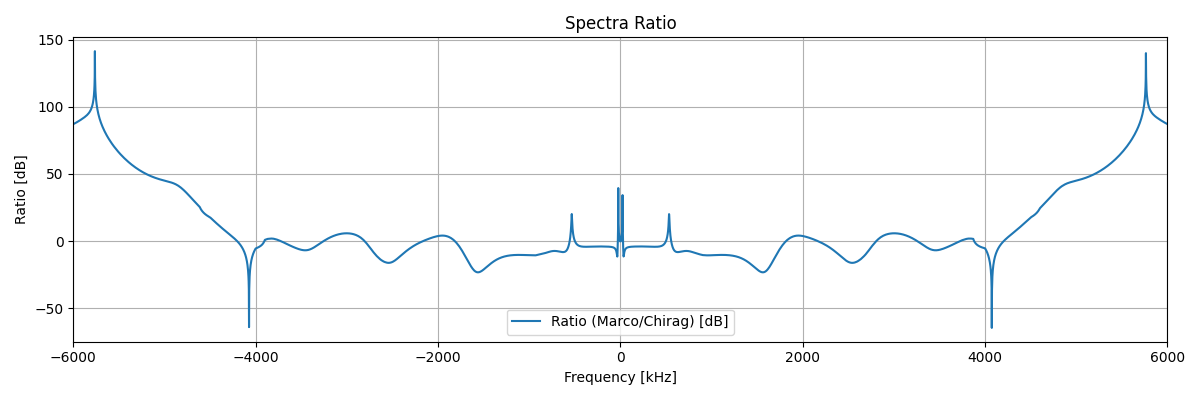 Spectra Ratio
150
100
50
0
−50
Ratio [dB]
Ratio (Marco/Chirag) [dB]
−6000 −4000 −2000 0 2000 4000 6000
Frequency [kHz]